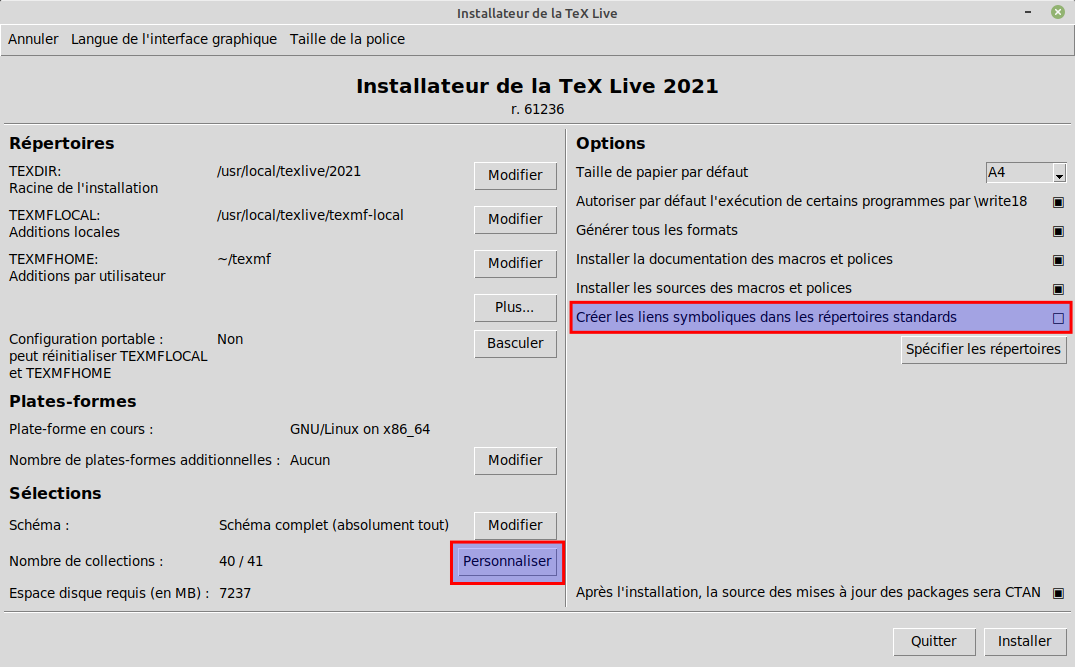 Installateur de la TeX Live
Annuler Langue de l'interface graphique Taille de la police
Installateur de la TeX Live 2021
r. 61236
Répertoires
TEXDIR: /usr/local/texlive/2021 Modifier
Racine de l'installation
TEXMFLOCAL: /usr/local/texlive/texmf-local Modifier
Additions locales
TEXMFHOME: ~/texmf Modifier
Additions par utilisateur
Plus...
Configuration portable : Non Basculer
peut réinitialiser TEXMFLOCAL
et TEXMFHOME
Plates-formes
Plate-forme en cours : GNU/Linux on x86_64
Nombre de plates-formes additionnelles : Aucun Modifier
Sélections
Schéma : Schéma complet (absolument tout) Modifier
Nombre de collections : 40 / 41 Personnaliser
Espace disque requis (en MB) : 7237
Options
Taille de papier par défaut A4
Autoriser par défaut l'exécution de certains programmes par \write18
Générer tous les formats
Installer la documentation des macros et polices
Installer les sources des macros et polices
Créer les liens symboliques dans les répertoires standards
Spécifier les répertoires
Après l'installation, la source des mises à jour des packages sera CTAN
Quitter Installer